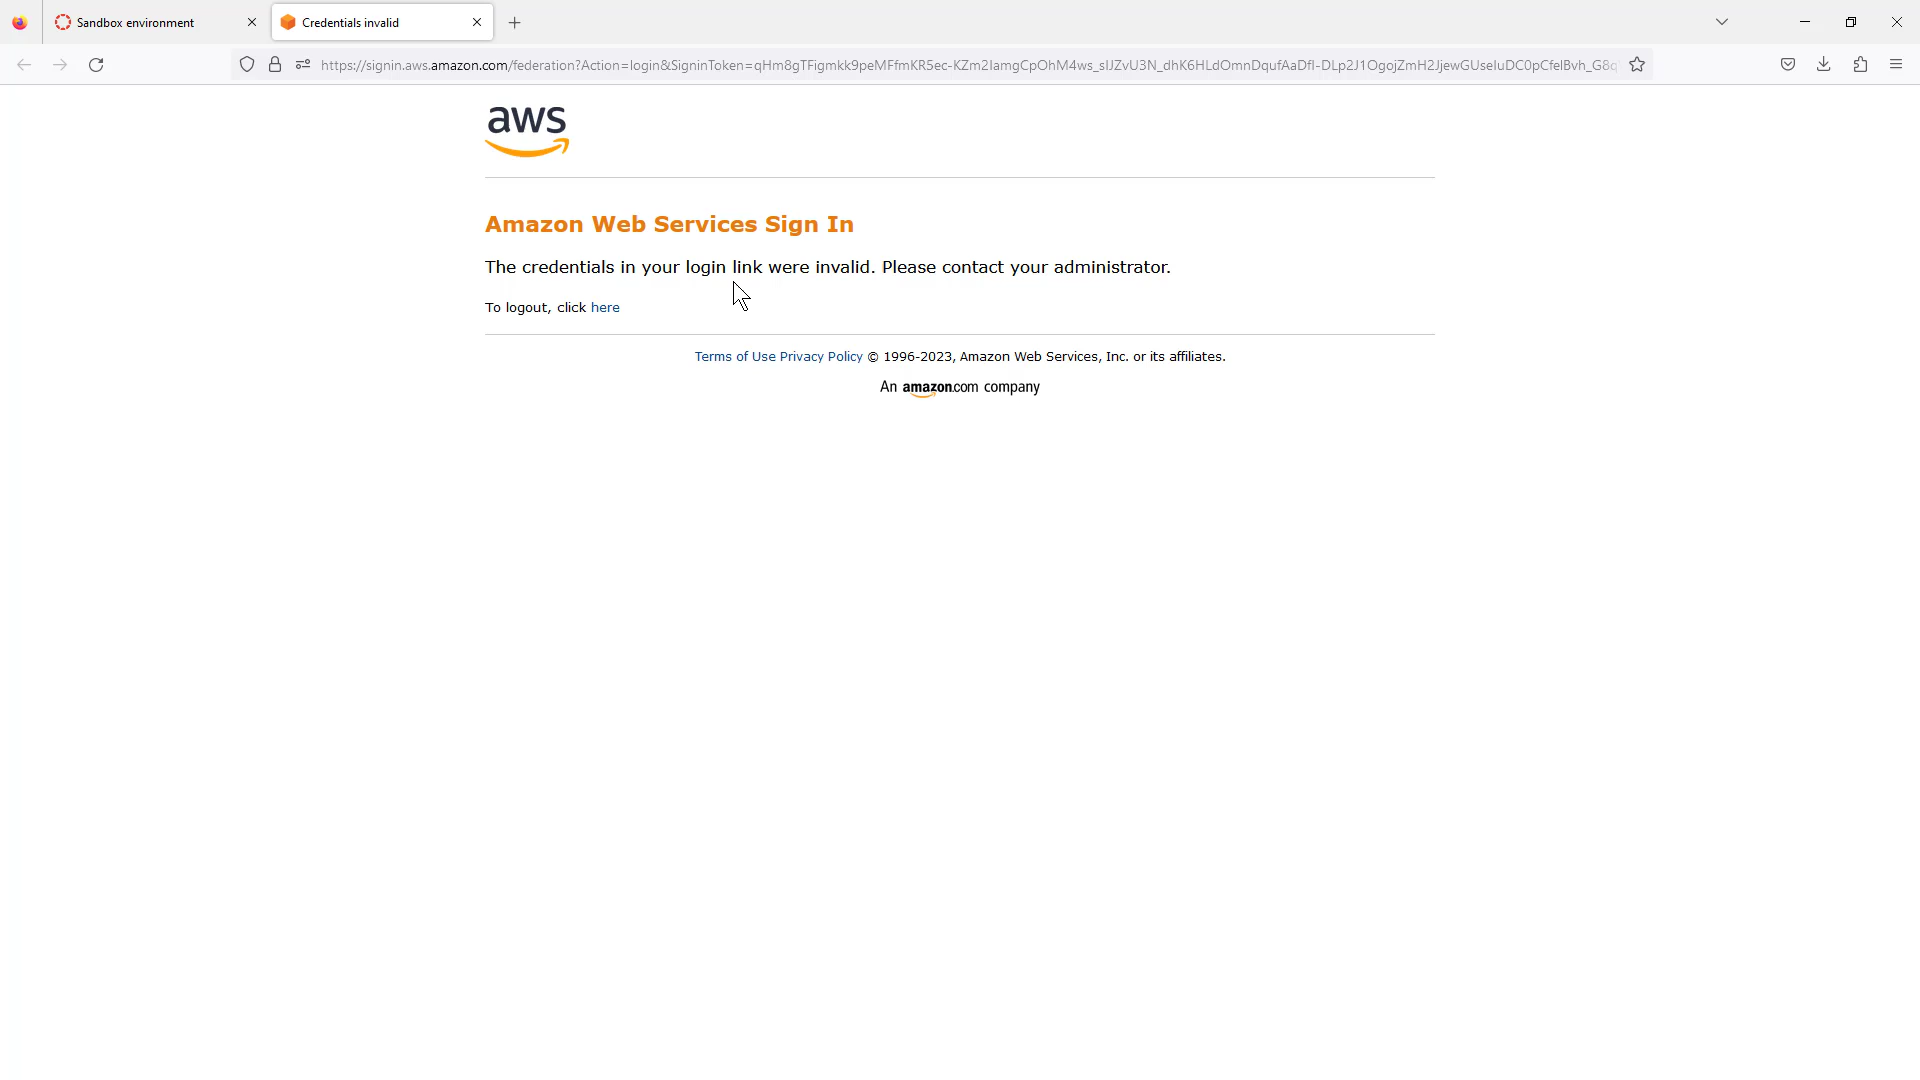 Sandbox environment
Credentials invalid
https://signin.aws.amazon.com/federation?Action=login&SigninToken=qHm8gTFigmkk9peMFfmKR5ec-KZm2IamgCpOhM4ws_sIJZvU3N_dhK6HLdOmnDqufAaDfI-DLp2J1OgojZmH2JjewGUseIuDC0pCfeIBvh_G8q
aws
Amazon Web Services Sign In
The credentials in your login link were invalid. Please contact your administrator.
To logout, click here
Terms of Use Privacy Policy © 1996-2023, Amazon Web Services, Inc. or its affiliates.
An amazon.com company